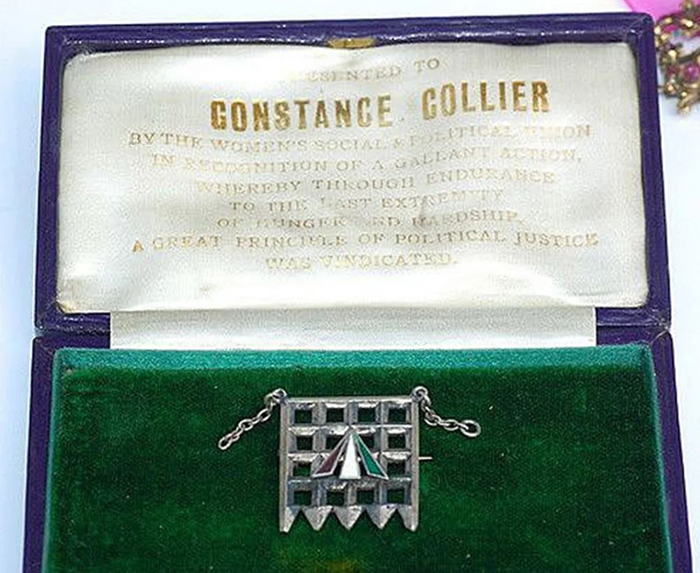 PRESENTED TO
CONSTANCE COLLIER
BY THE WOMEN'S SOCIAL & POLITICAL UNION
IN RECOGNITION OF A GALLANT ACTION,
WHEREBY THROUGH ENDURANCE
TO THE LAST EXTREMITY
OF HUNGER AND HARDSHIP,
A GREAT PRINCIPLE OF POLITICAL JUSTICE
WAS VINDICATED.